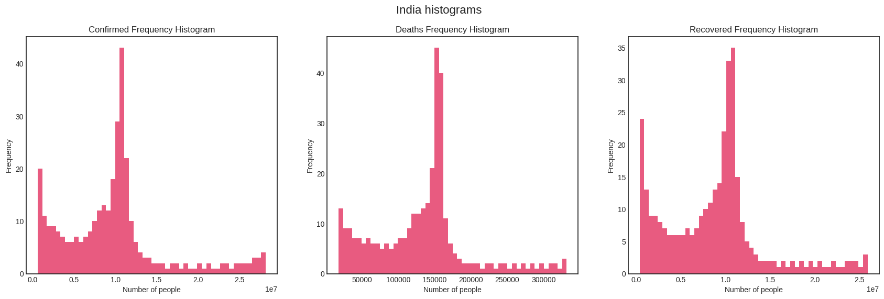 India histograms
Confirmed Frequency Histogram
Deaths Frequency Histogram
Recovered Frequency Histogram
Frequency
0
10
20
30
40
0.0 0.5 1.0 1.5 2.0 2.5
1e7
Number of people
Frequency
0
10
20
30
40
50000 100000 150000 200000 250000 300000
Number of people
Frequency
0
5
10
15
20
25
30
35
0.0 0.5 1.0 1.5 2.0 2.5
1e7
Number of people